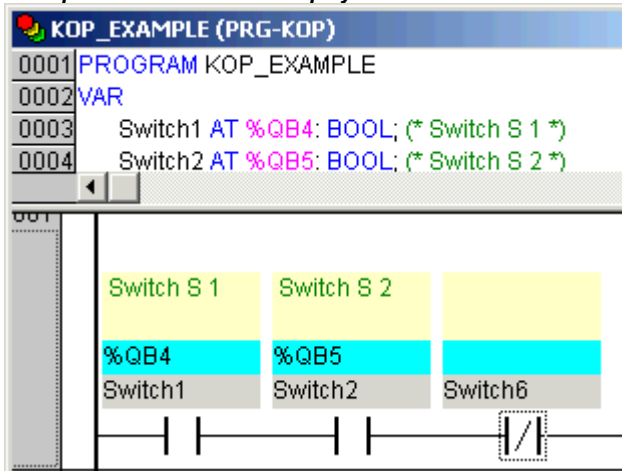 KOP_EXAMPLE (PRG-KOP)
0001 PROGRAM KOP_EXAMPLE
0002 VAR
0003 Switch1 AT %QB4: BOOL; (* Switch S 1 *)
0004 Switch2 AT %QB5: BOOL; (* Switch S 2 *)
Switch S 1 Switch S 2
%QB4 %QB5
Switch1 Switch2 Switch6